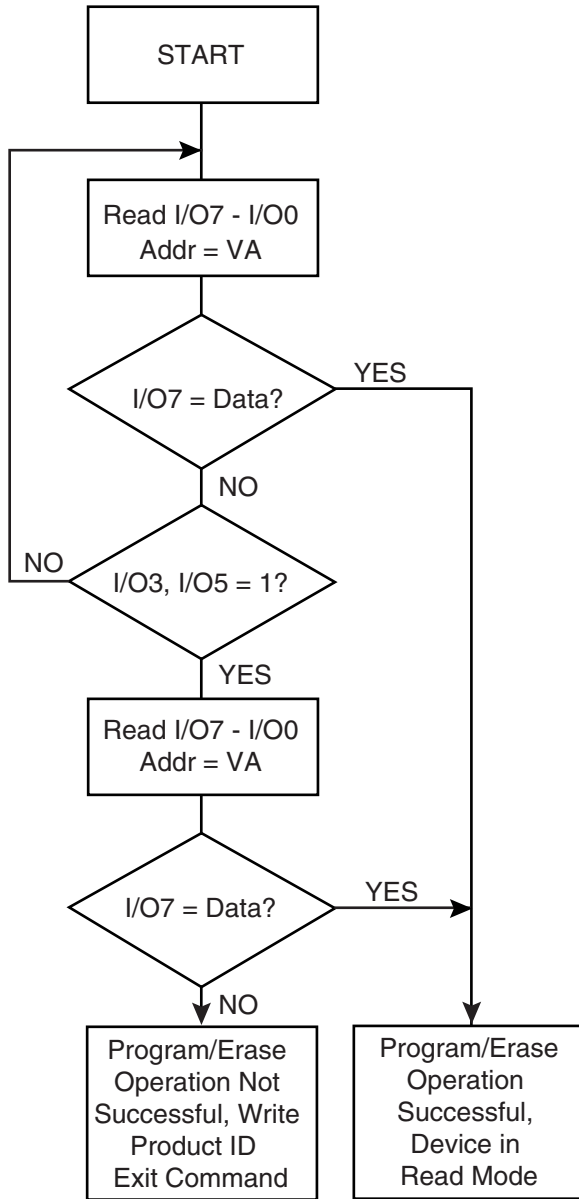 START
Read I/O7 - I/O0
Addr = VA
I/O7 = Data?
YES
NO
NO
I/O3, I/O5 = 1?
YES
Read I/O7 - I/O0
Addr = VA
I/O7 = Data?
YES
NO
Program/Erase
Operation Not
Successful, Write
Product ID
Exit Command
Program/Erase
Operation
Successful,
Device in
Read Mode